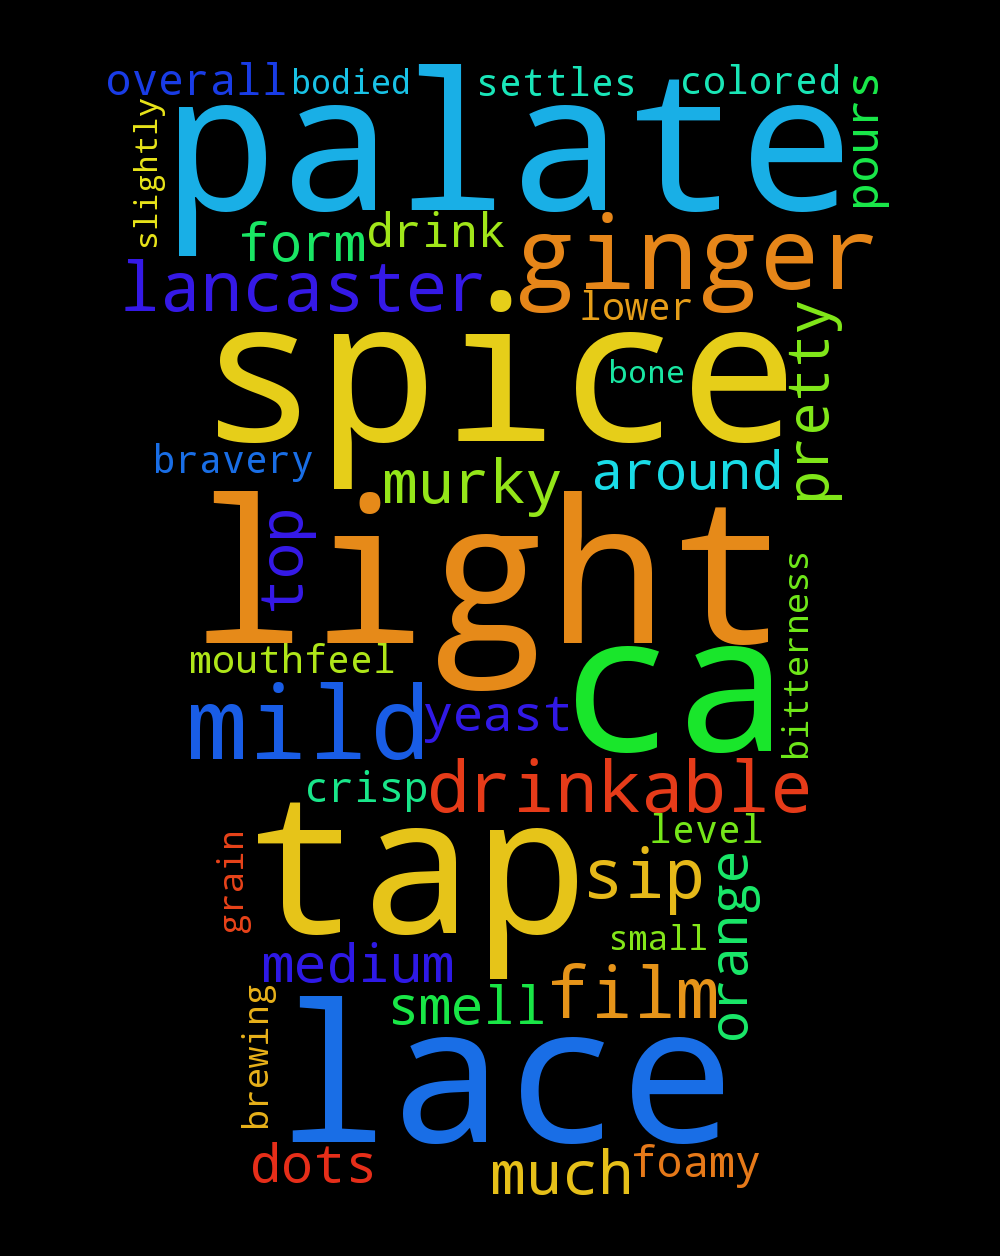 overall
bodied
settles
colored
slightly
palate
pours
form
drink
ginger
lancaster
lower
spice
bone
pretty
bravery
murky
around
light
top
mouthfeel
ca
bitterness
mild
yeast
crisp
drinkable
tap
level
grain
sip
orange
small
medium
film
smell
brewing
lace
dots
much
foamy